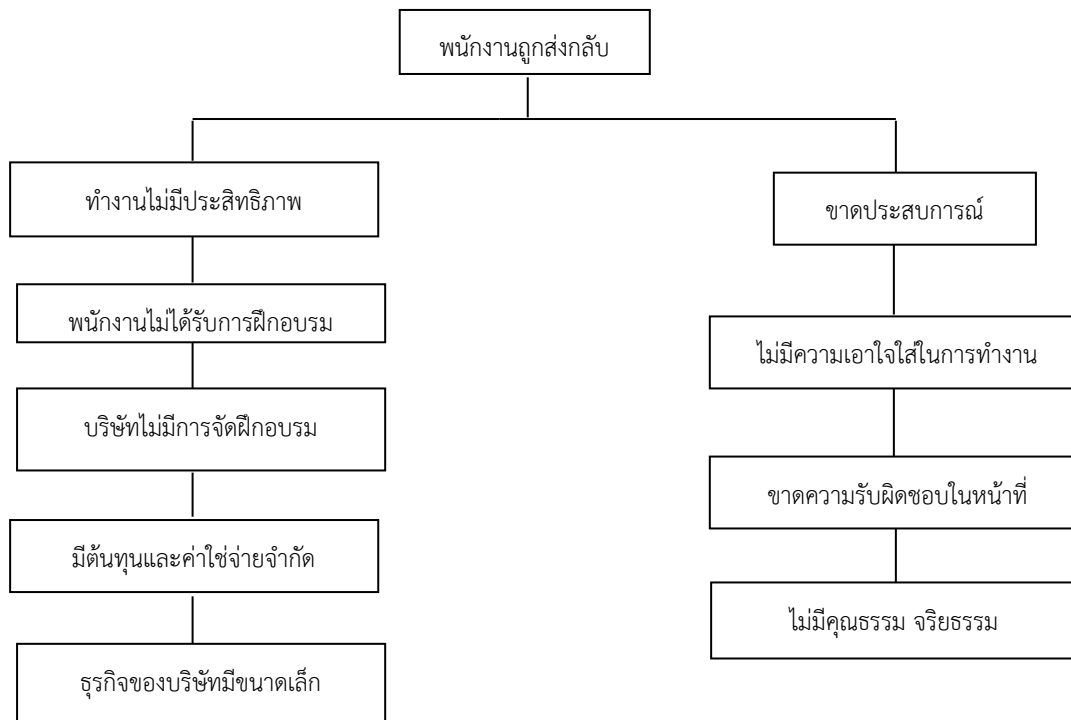 พนักงานถูกส่งกลับ
ทำงานไม่มีประสิทธิภาพ
พนักงานไม่ได้รับการฝึกอบรม
บริษัทไม่มีการจัดฝึกอบรม
มีต้นทุนและค่าใช่จ่ายจำกัด
ธุรกิจของบริษัทมีขนาดเล็ก
ขาดประสบการณ์
ไม่มีความเอาใจใส่ในการทำงาน
ขาดความรับผิดชอบในหน้าที่
ไม่มีคุณธรรม จริยธรรม